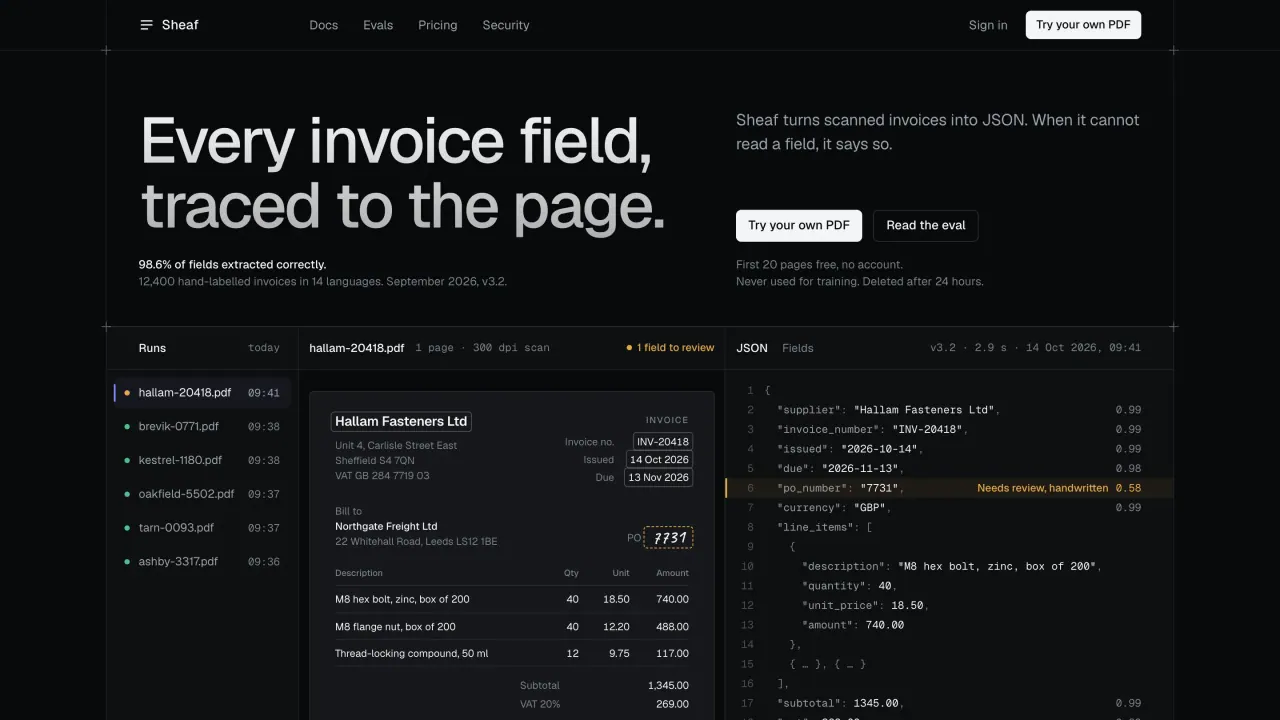 Sheaf
Docs Evals Pricing Security
Sign in
Try your own PDF
Every invoice field,
traced to the page.
98.6% of fields extracted correctly.
12,400 hand-labelled invoices in 14 languages. September 2026, v3.2.
Sheaf turns scanned invoices into JSON. When it cannot
read a field, it says so.
Try your own PDF
Read the eval
First 20 pages free, no account.
Never used for training. Deleted after 24 hours.
Runs today
hallam-20418.pdf 09:41
brevik-0771.pdf 09:38
kestrel-1180.pdf 09:38
oakfield-5502.pdf 09:37
tarn-0093.pdf 09:37
ashby-3317.pdf 09:36
hallam-20418.pdf 1 page · 300 dpi scan
1 field to review
Hallam Fasteners Ltd
Unit 4, Carlisle Street East
Sheffield S4 7QN
VAT GB 284 7719 03
INVOICE
Invoice no. INV-20418
Issued 14 Oct 2026
Due 13 Nov 2026
Bill to
Northgate Freight Ltd
22 Whitehall Road, Leeds LS12 1BE
PO 7731
Description Qty Unit Amount
M8 hex bolt, zinc, box of 200 40 18.50 740.00
M8 flange nut, box of 200 40 12.20 488.00
Thread-locking compound, 50 ml 12 9.75 117.00
Subtotal 1,345.00
VAT 20% 269.00
JSON Fields
v3.2 · 2.9 s · 14 Oct 2026, 09:41
1 {
2 "supplier": "Hallam Fasteners Ltd", 0.99
3 "invoice_number": "INV-20418", 0.99
4 "issued": "2026-10-14", 0.99
5 "due": "2026-11-13", 0.98
6 "po_number": "7731", Needs review, handwritten 0.58
7 "currency": "GBP", 0.99
8 "line_items": [
9 {
10 "description": "M8 hex bolt, zinc, box of 200",
11 "quantity": 40,
12 "unit_price": 18.50,
13 "amount": 740.00
14 },
15 { … }, { … }
16 ],
17 "subtotal": 1345.00, 0.99